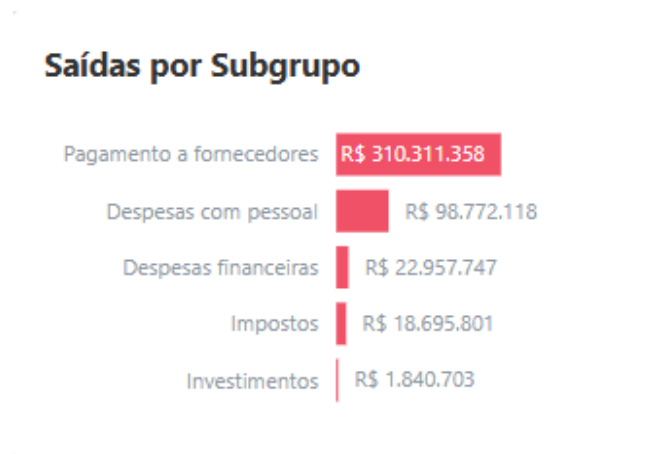 Saídas por Subgrupo
Pagamento a fornecedores R$ 310.311.358
Despesas com pessoal R$ 98.772.118
Despesas financeiras R$ 22.957.747
Impostos R$ 18.695.801
Investimentos R$ 1.840.703